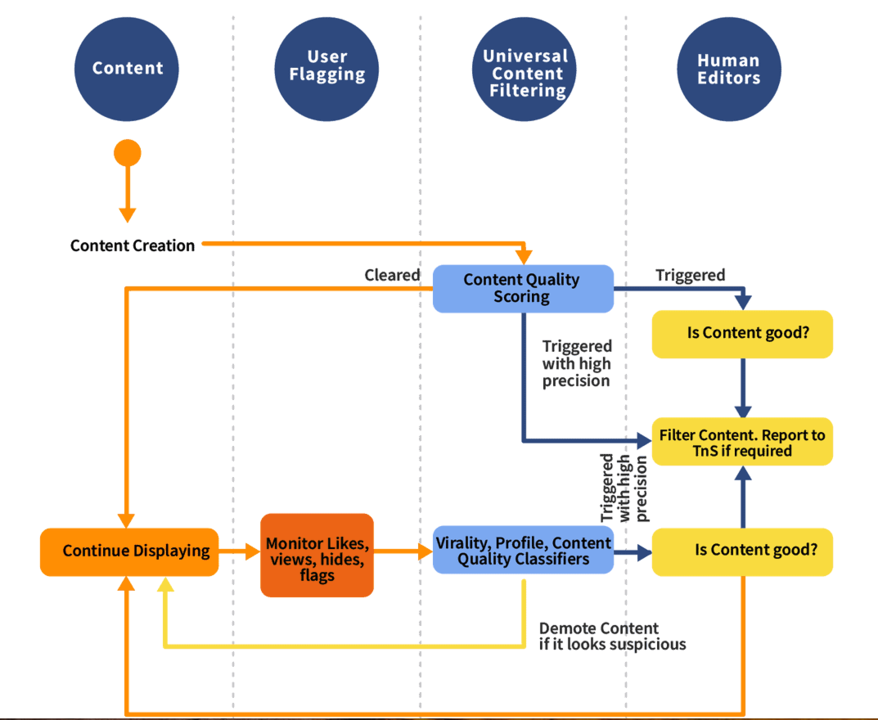 Content
User
Flagging
Universal
Content
Filtering
Human
Editors
Content Creation
Cleared
Content Quality
Scoring
Triggered
Is Content good?
Triggered
with high
precision
Filter Content. Report to
TnS if required
Triggered
with high
precision
Continue Displaying
Monitor Likes,
views, hides,
flags
Virality, Profile, Content
Quality Classifiers
Is Content good?
Demote Content
if it looks suspicious